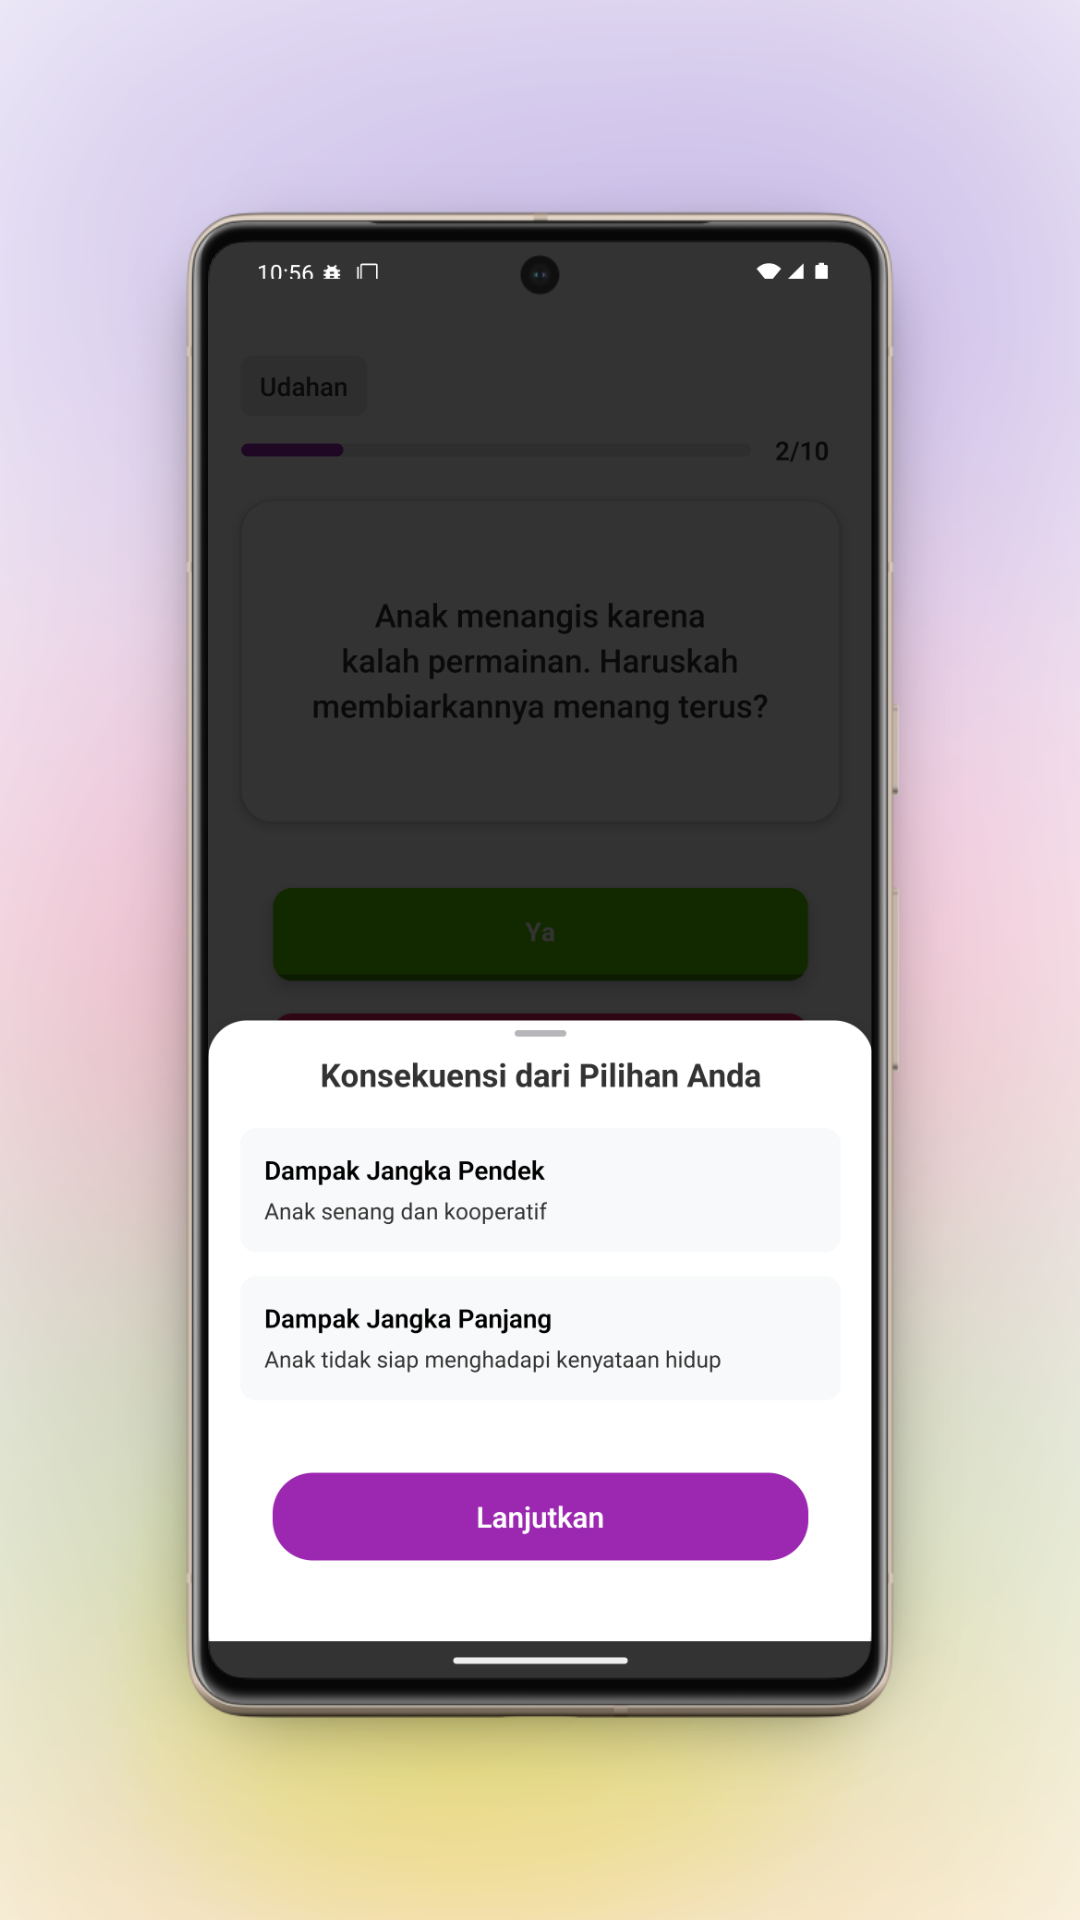 10:56
Udahan
2/10
Anak menangis karena
kalah permainan. Haruskah
membiarkannya menang terus?
Ya
Konsekuensi dari Pilihan Anda
Dampak Jangka Pendek
Anak senang dan kooperatif
Dampak Jangka Panjang
Anak tidak siap menghadapi kenyataan hidup
Lanjutkan